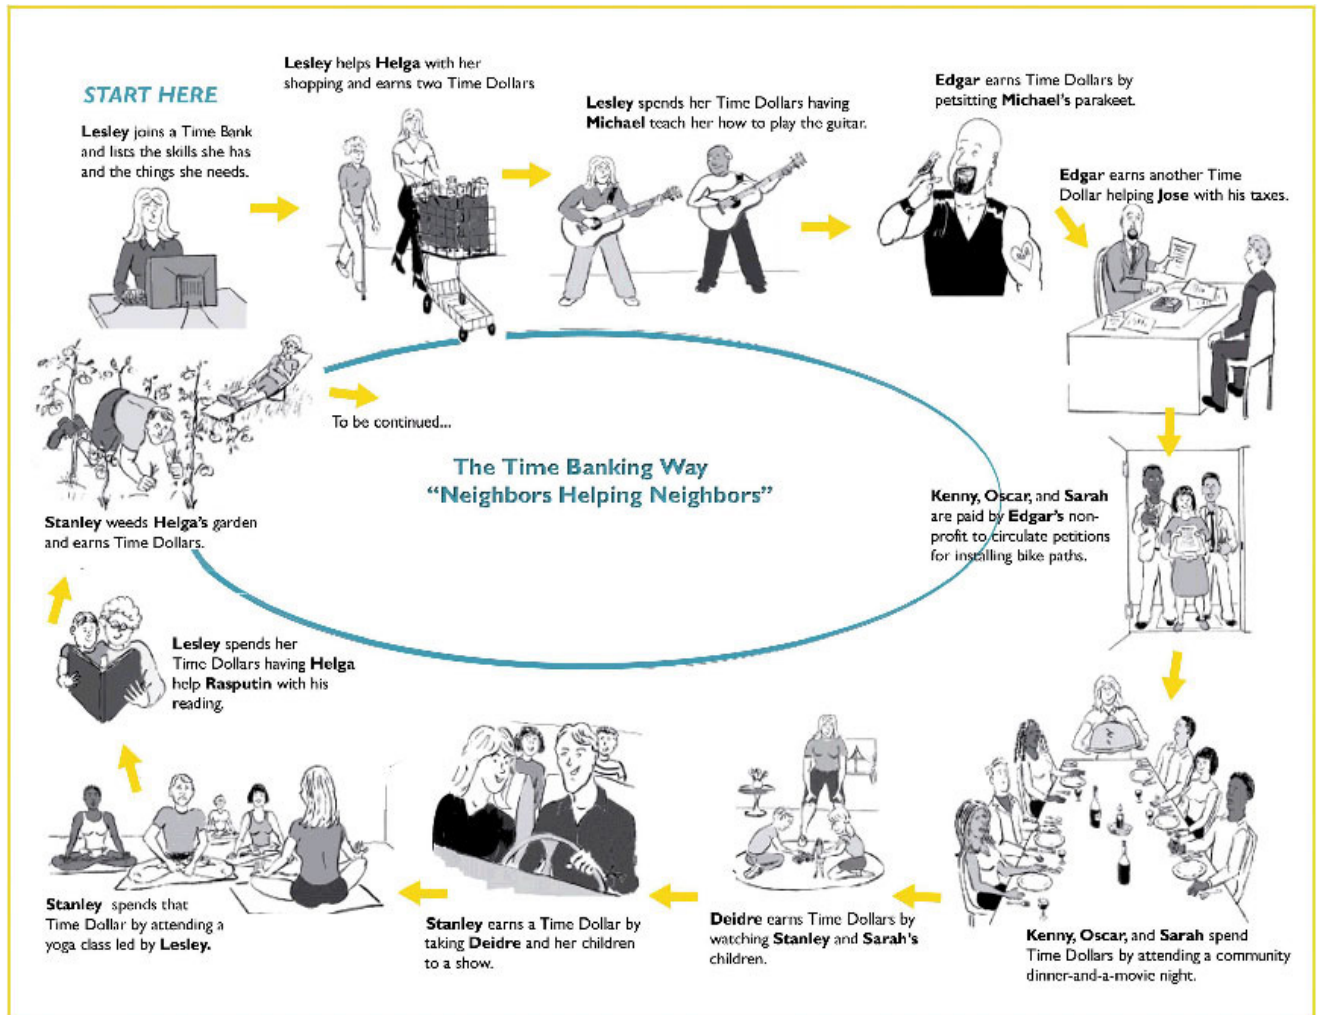 START HERE
Lesley joins a Time Bank
and lists the skills she has
and the things she needs.
Lesley helps Helga with her
shopping and earns two Time Dollars
Lesley spends her Time Dollars having
Michael teach her how to play the guitar.
Edgar earns Time Dollars by
petsitting Michael's parakeet.
Edgar earns another Time
Dollar helping Jose with his taxes.
Kenny, Oscar, and Sarah
are paid by Edgar's non-
profit to circulate petitions
for installing bike paths.
Kenny, Oscar, and Sarah spend
Time Dollars by attending a community
dinner-and-a-movie night.
Deidre earns Time Dollars by
watching Stanley and Sarah's
children.
Stanley earns a Time Dollar by
taking Deidre and her children
to a show.
Stanley spends that
Time Dollar by attending a
yoga class led by Lesley.
Lesley spends her
Time Dollars having Helga
help Rasputin with his
reading.
Stanley weeds Helga's garden
and earns Time Dollars.
To be continued...
The Time Banking Way
“Neighbors Helping Neighbors”